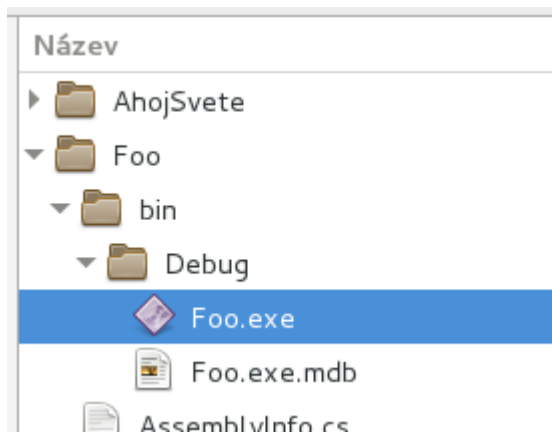 Název
AhojSvete
Foo
bin
Debug
Foo.exe
Foo.exe.mdb
AssemblyInfo.cs